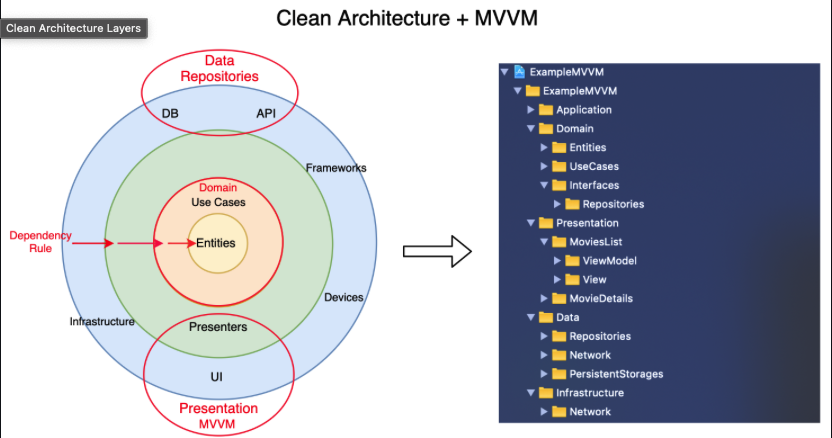 Clean Architecture + MVVM
Clean Architecture Layers
Data
Repositories
DB
API
Frameworks
Domain
Use Cases
Dependency
Rule
Entities
Devices
Infrastructure
Presenters
UI
Presentation
MVVM
ExampleMVVM
ExampleMVVM
Application
Domain
Entities
UseCases
Interfaces
Repositories
Presentation
MoviesList
ViewModel
View
MovieDetails
Data
Repositories
Network
PersistentStorages
Infrastructure
Network